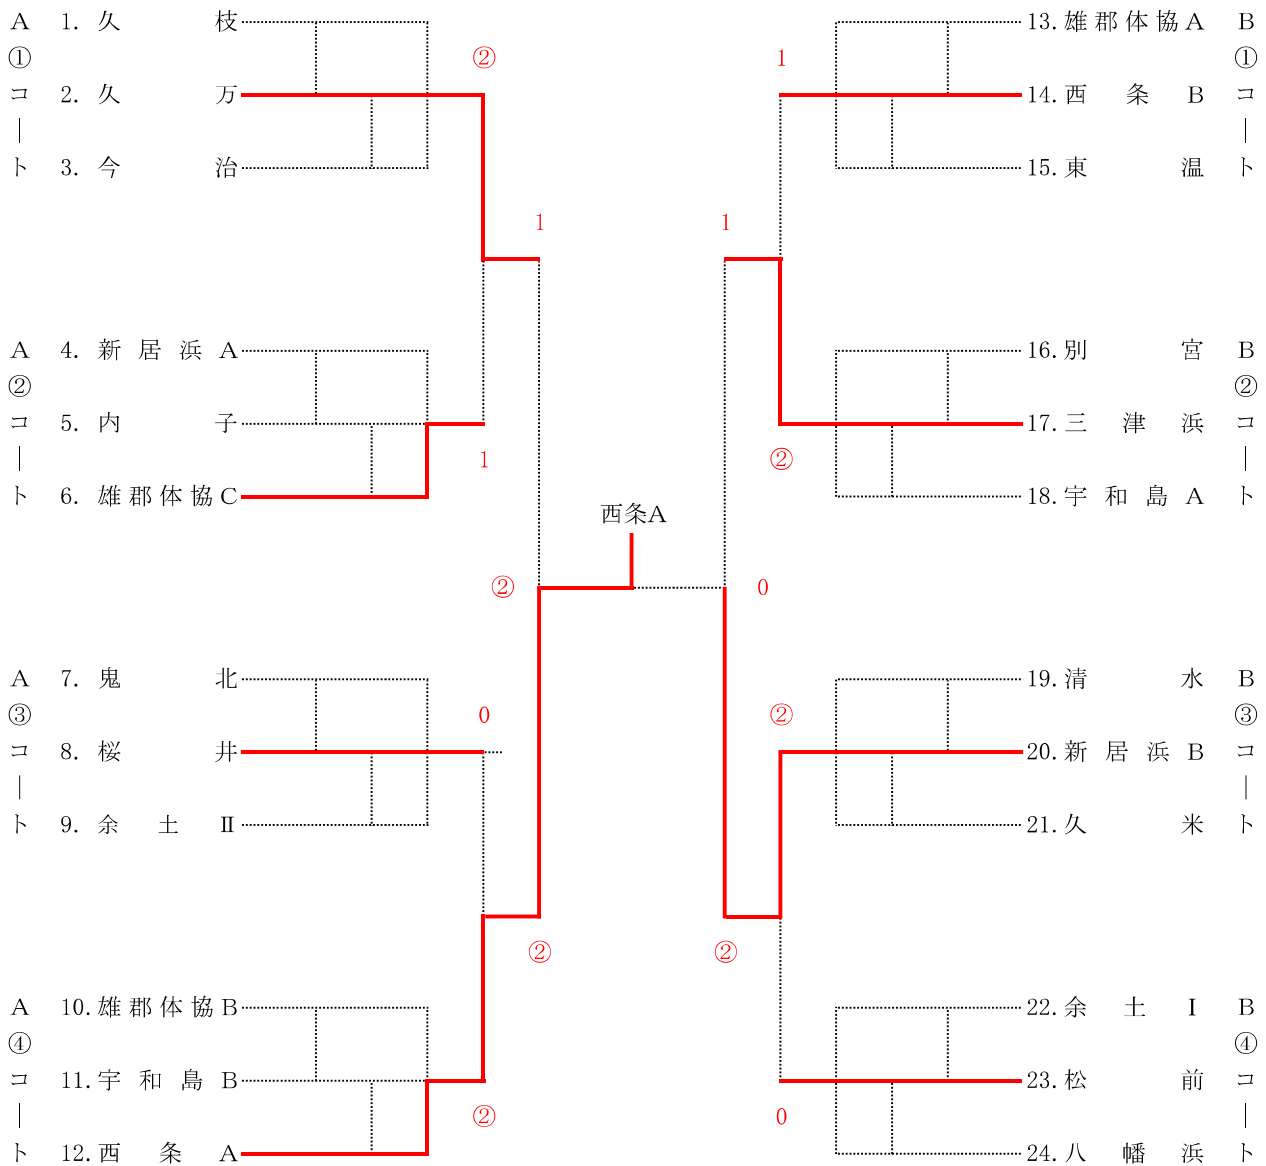 A①コート
1. 久枝
2. 久万
3. 今治
②
1
A②コート
4. 新居浜A
5. 内子
6. 雄郡体協C
1
A③コート
7. 鬼北
8. 桜井
9. 余土Ⅱ
0
②
A④コート
10. 雄郡体協B
11. 宇和島B
12. 西条A
②
②
西条A
B①コート
13. 雄郡体協A
14. 西条B
15. 東温
1
1
B②コート
16. 別宮
17. 三津浜
18. 宇和島A
②
0
B③コート
19. 清水
20. 新居浜B
21. 久米
②
②
B④コート
22. 余土Ⅰ
23. 松前
24. 八幡浜
0